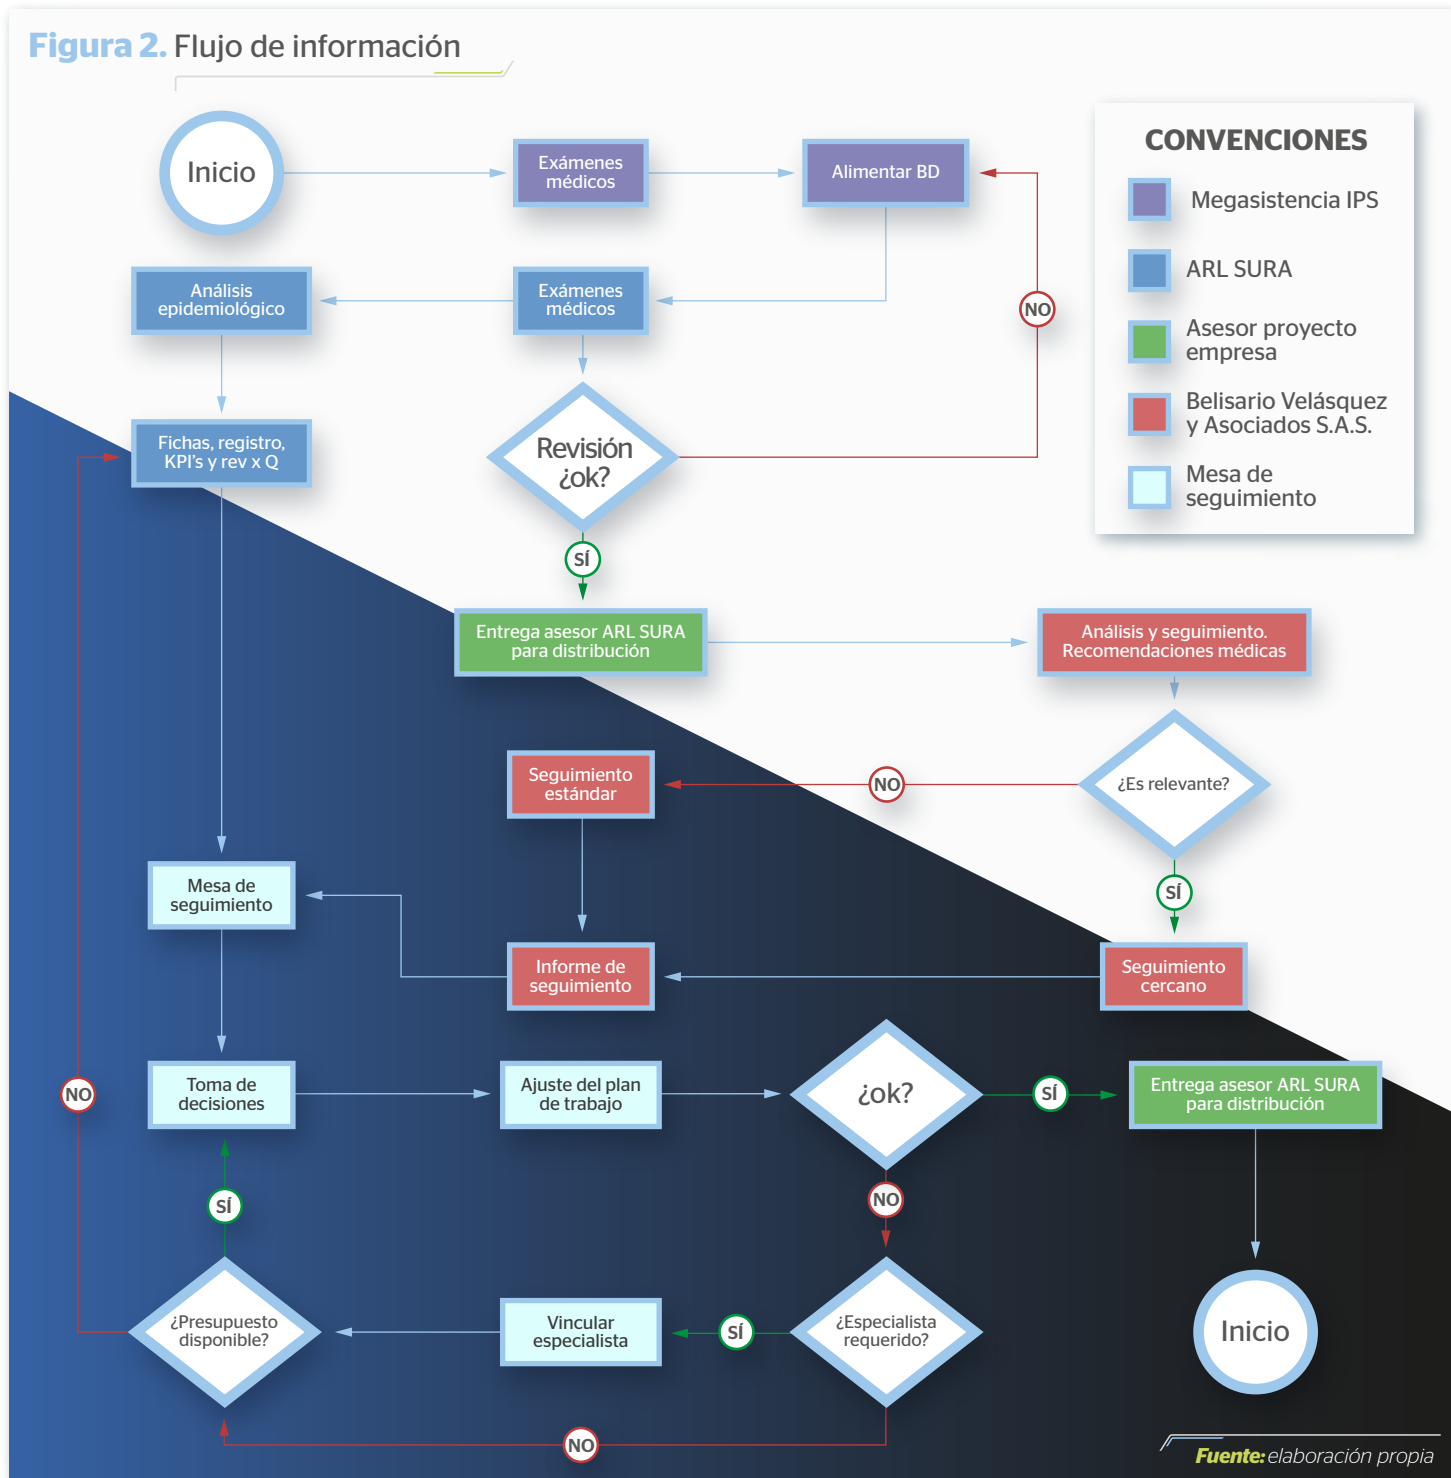 Figura 2. Flujo de información
Inicio
Exámenes
médicos
Alimentar BD
CONVENCIONES
Megasistencia IPS
ARL SURA
Asesor proyecto
empresa
Belisario Velásquez
y Asociados S.A.S.
Mesa de
seguimiento
Análisis
epidemiológico
Exámenes
médicos
NO
Fichas, registro,
KPI's y rev x Q
Revisión
¿ok?
SÍ
Entrega asesor ARL SURA
para distribución
Análisis y seguimiento.
Recomendaciones médicas
Seguimiento
estándar
NO
¿Es relevante?
SÍ
Mesa de
seguimiento
Informe de
seguimiento
Seguimiento
cercano
NO
Toma de
decisiones
Ajuste del plan
de trabajo
¿ok?
SÍ
Entrega asesor ARL SURA
para distribución
SÍ
NO
¿Presupuesto
disponible?
Vincular
especialista
SÍ
¿Especialista
requerido?
Inicio
NO
Fuente: elaboración propia